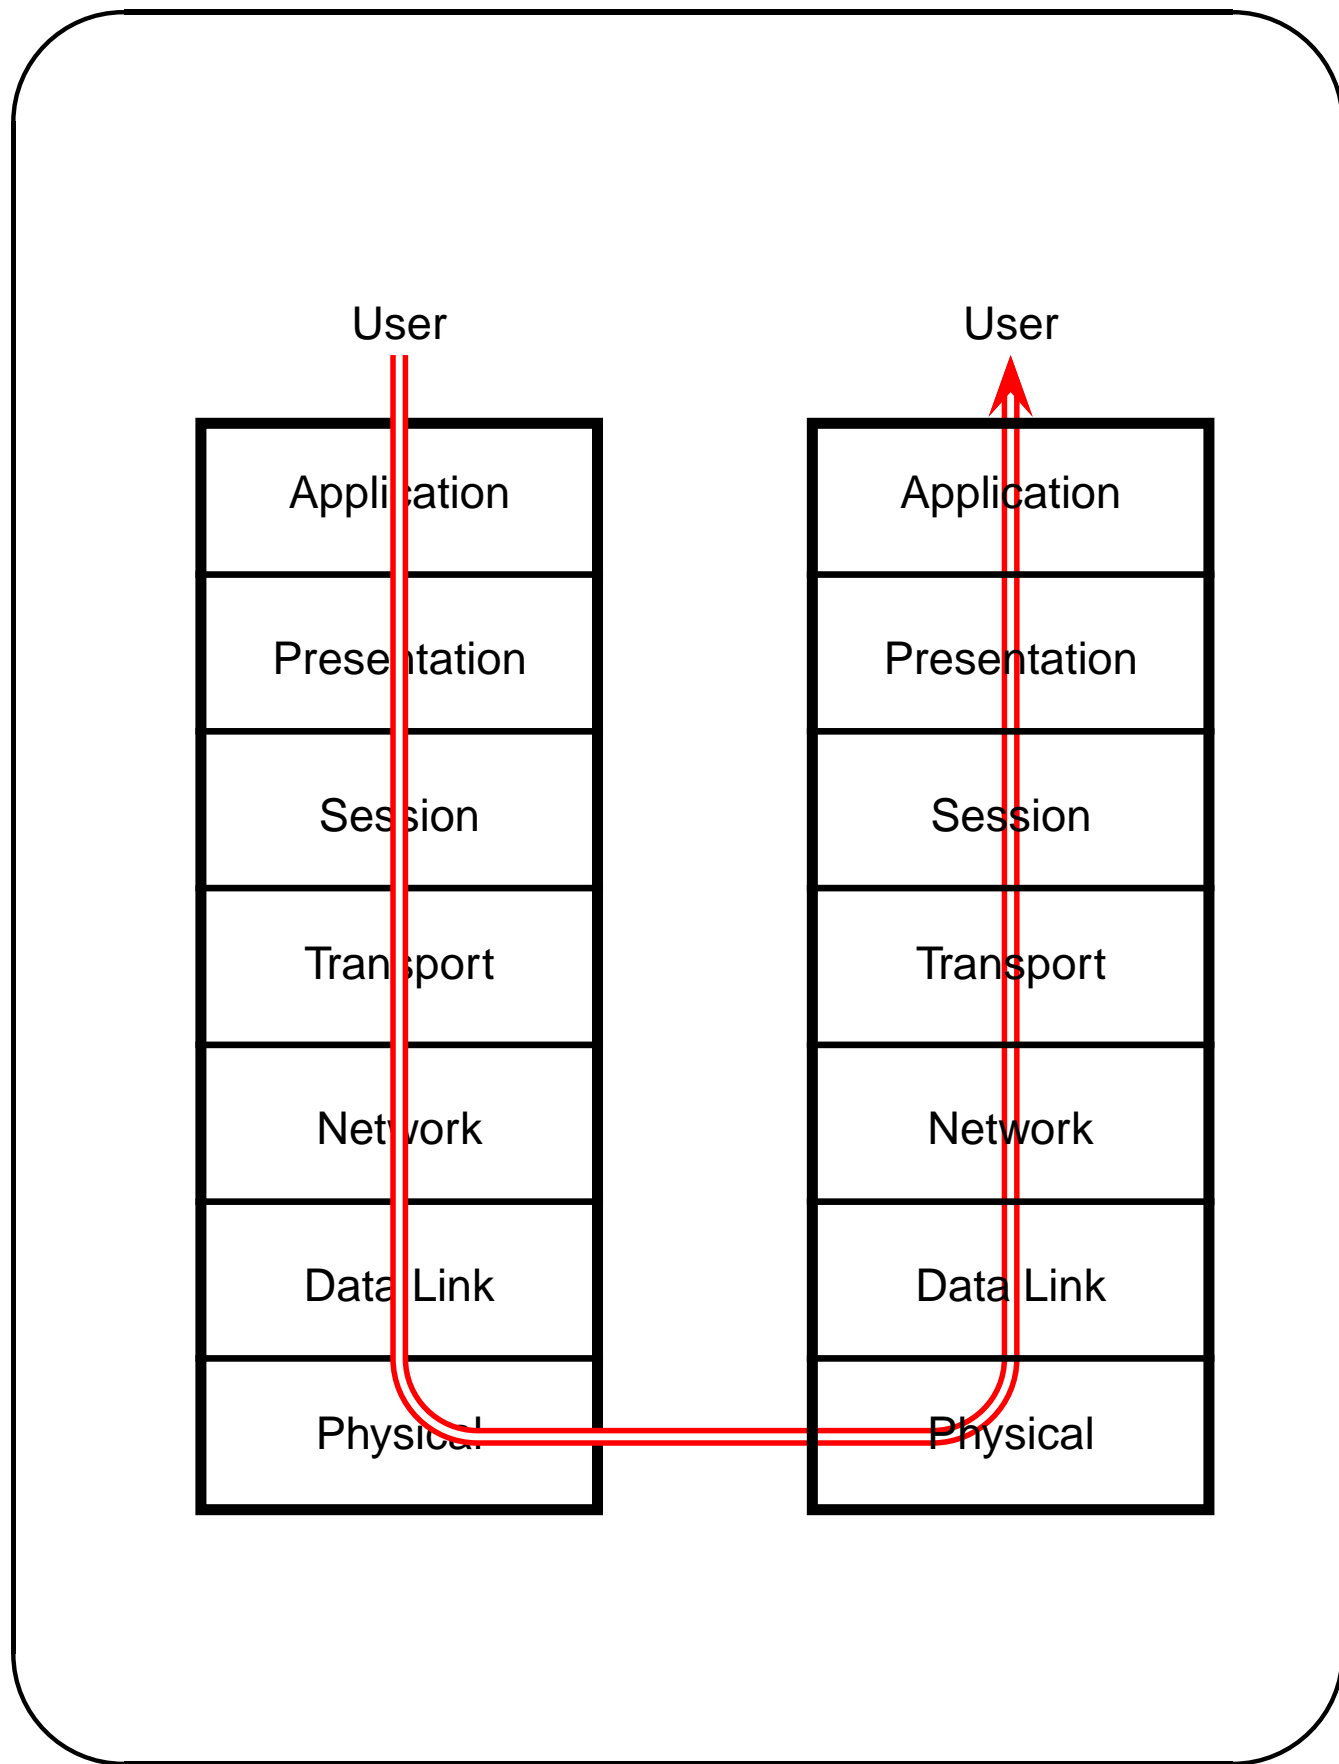 User
Application
Presentation
Session
Transport
Network
Data Link
Physical
User
Application
Presentation
Session
Transport
Network
Data Link
Physical